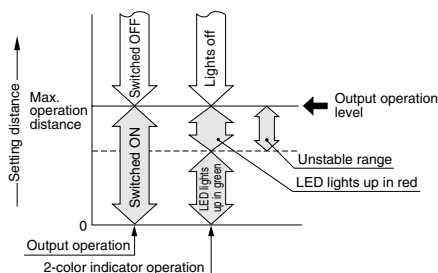 Setting distance
Switched OFF
Lights off
Max.
operation
distance
Output operation
level
Switched ON
Unstable range
LED lights up in red
LED lights
up in green
0
Output operation
2-color indicator operation